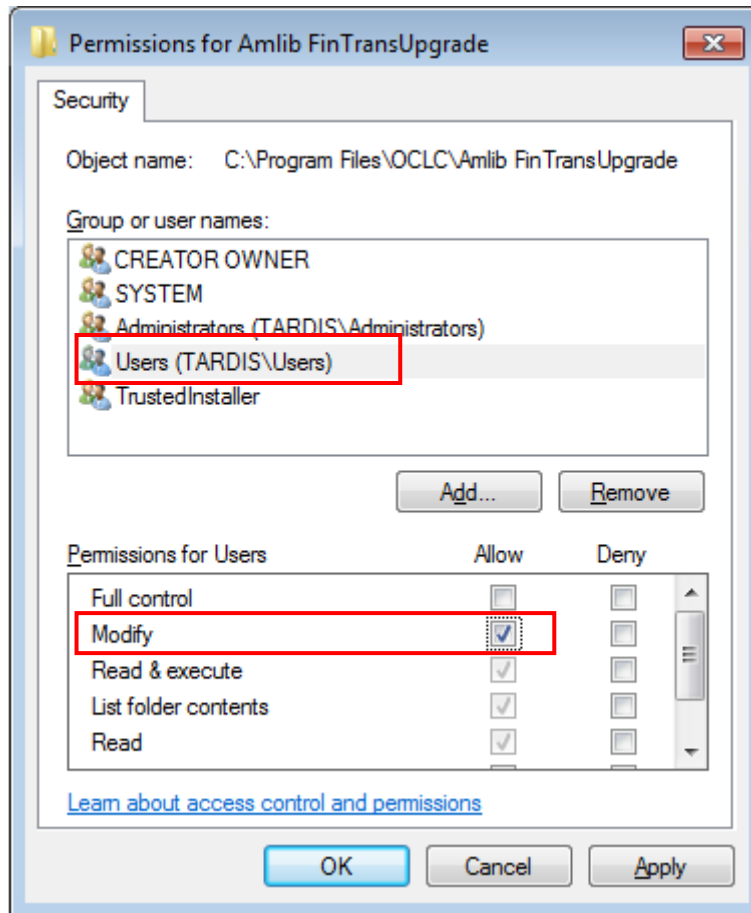 Permissions for Amlib FinTransUpgrade
Security
Object name: C:\Program Files\OCLC\Amlib FinTransUpgrade
Group or user names:
CREATOR OWNER
SYSTEM
Administrators (TARDIS\Administrators)
Users (TARDIS\Users)
TrustedInstaller
Add... Remove
Permissions for Users Allow Deny
Full control
Modify
Read & execute
List folder contents
Read
Learn about access control and permissions
OK Cancel Apply